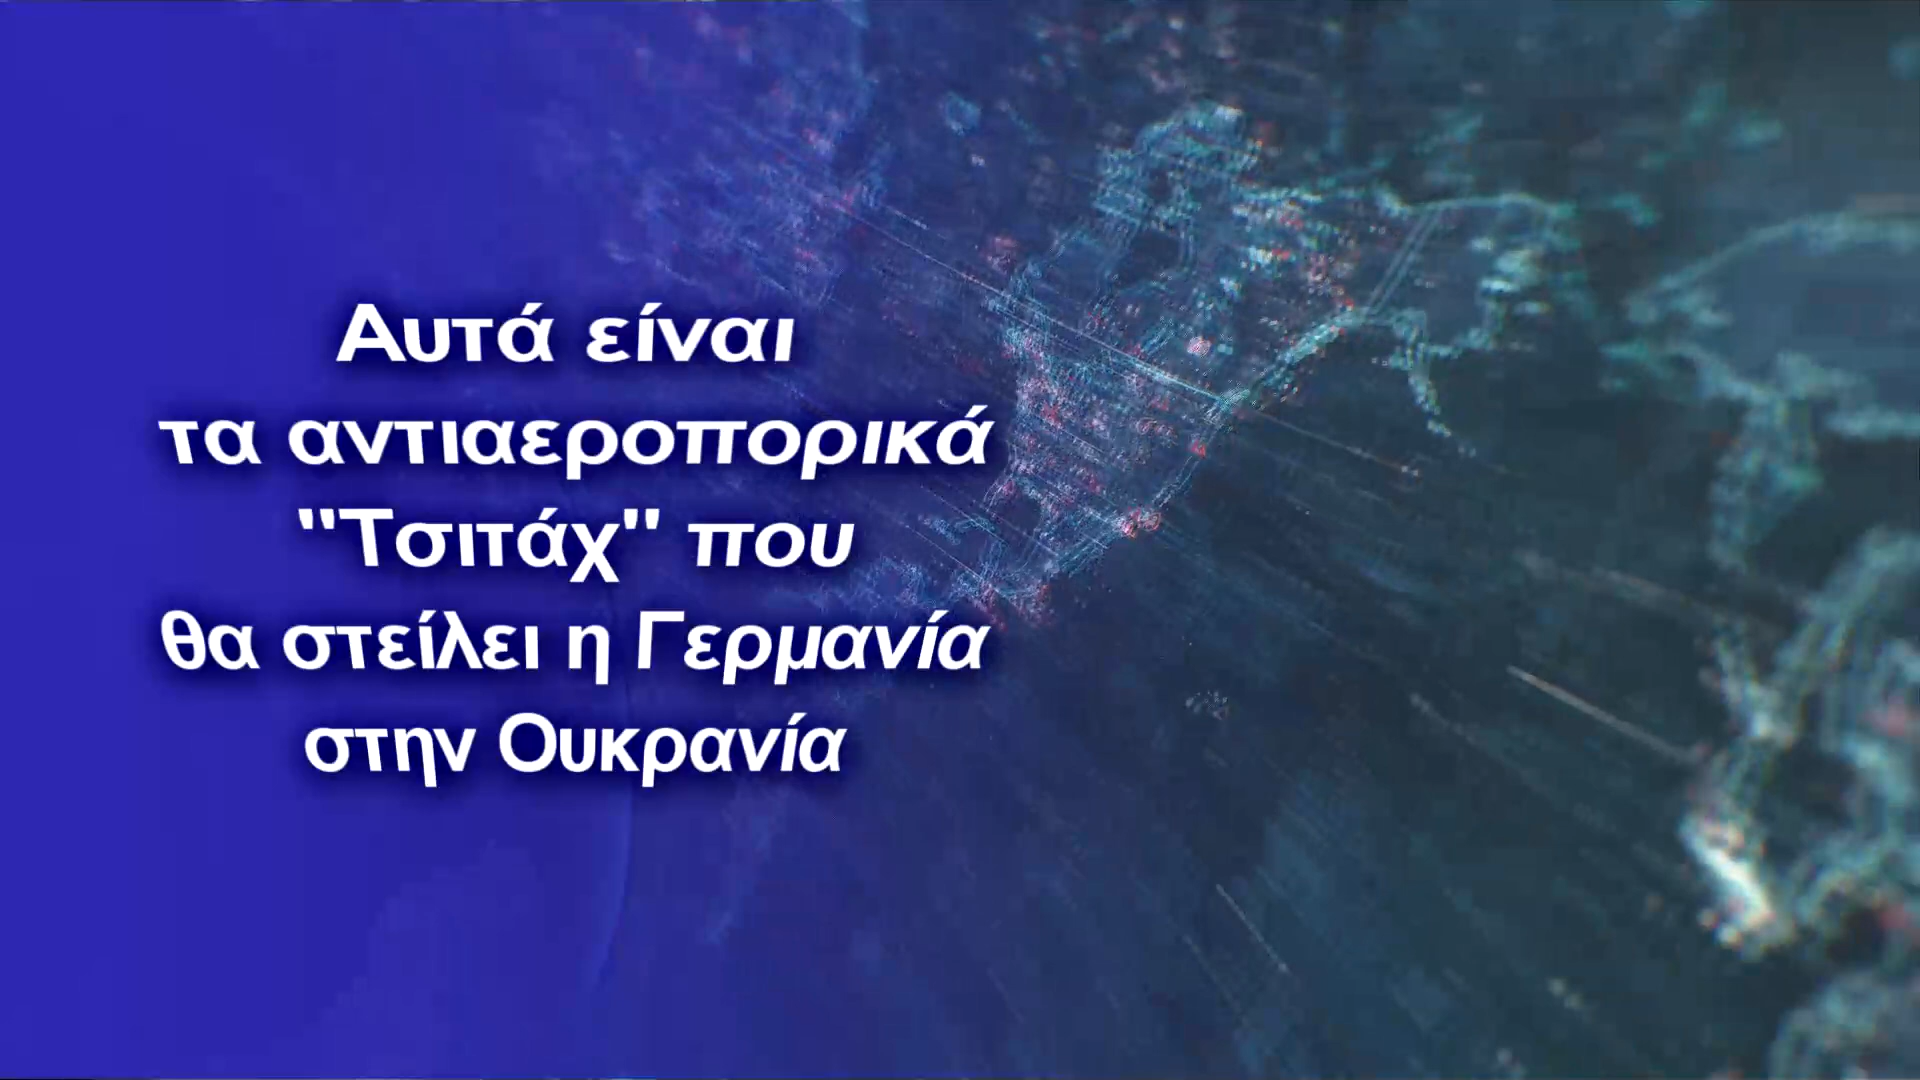 Αυτά είναι
τα αντιαεροπορικά
"Τσιτάχ" που
θα στείλει η Γερμανία
στην Ουκρανία